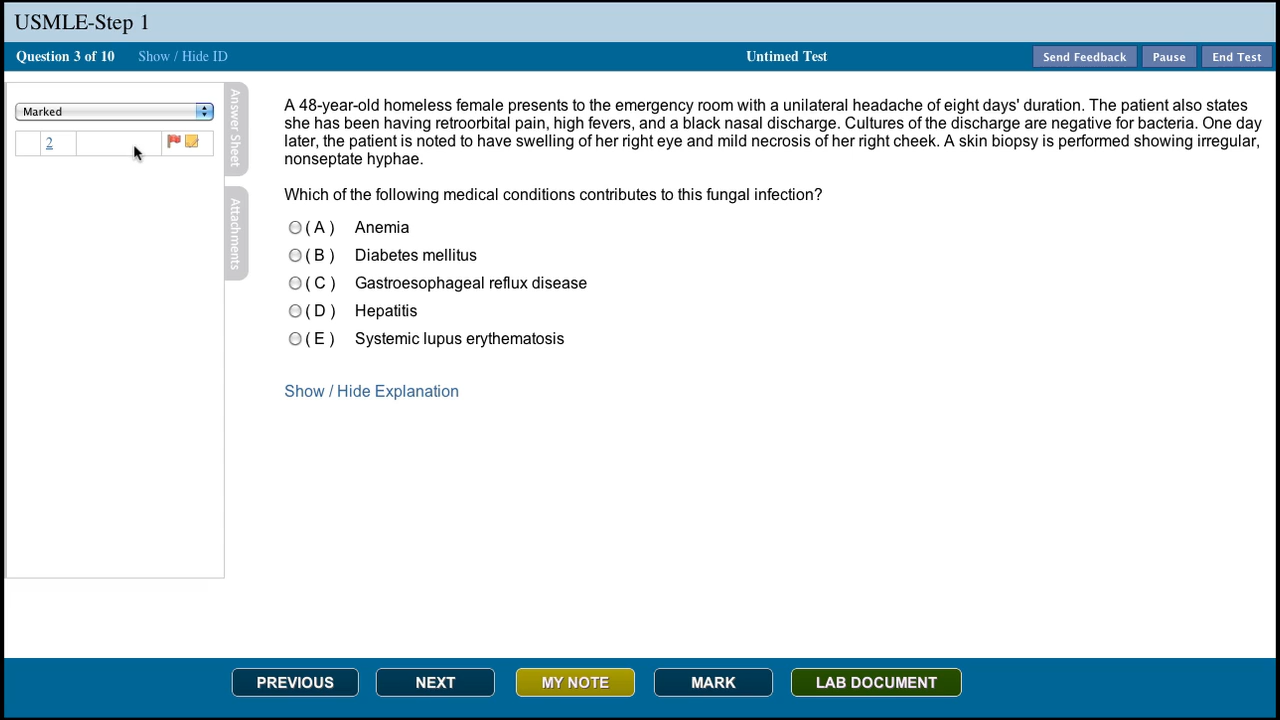 USMLE-Step 1
Question 3 of 10
Show / Hide ID
Untimed Test
Send Feedback
Pause
End Test
Marked
2
Answer Sheet
Attachments
A 48-year-old homeless female presents to the emergency room with a unilateral headache of eight days' duration. The patient also states
she has been having retroorbital pain, high fevers, and a black nasal discharge. Cultures of the discharge are negative for bacteria. One day
later, the patient is noted to have swelling of her right eye and mild necrosis of her right cheek. A skin biopsy is performed showing irregular,
nonseptate hyphae.
Which of the following medical conditions contributes to this fungal infection?
( A ) Anemia
( B ) Diabetes mellitus
( C ) Gastroesophageal reflux disease
( D ) Hepatitis
( E ) Systemic lupus erythematosis
Show / Hide Explanation
PREVIOUS
NEXT
MY NOTE
MARK
LAB DOCUMENT